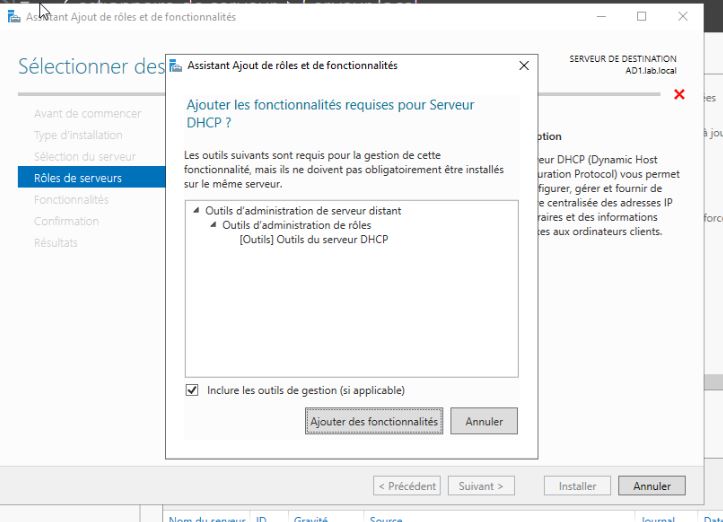 Assistant Ajout de rôles et de fonctionnalités
Sélectionner des
SERVEUR DE DESTINATION
AD1.lab.local
Avant de commencer
Type d'installation
Sélection du serveur
Rôles de serveurs
Fonctionnalités
Confirmation
Résultats
Assistant Ajout de rôles et de fonctionnalités
Ajouter les fonctionnalités requises pour Serveur
DHCP ?
Les outils suivants sont requis pour la gestion de cette
fonctionnalité, mais ils ne doivent pas obligatoirement être installés
sur le même serveur.
Outils d'administration de serveur distant
Outils d'administration de rôles
[Outils] Outils du serveur DHCP
Inclure les outils de gestion (si applicable)
Ajouter des fonctionnalités
Annuler
ption
eur DHCP (Dynamic Host
uration Protocol) vous permet
figurer, gérer et fournir de
e centralisée des adresses IP
raires et des informations
es aux ordinateurs clients.
< Précédent
Suivant >
Installer
Annuler
Nom du serveur
ID
Gravité
Source
Journal
Date